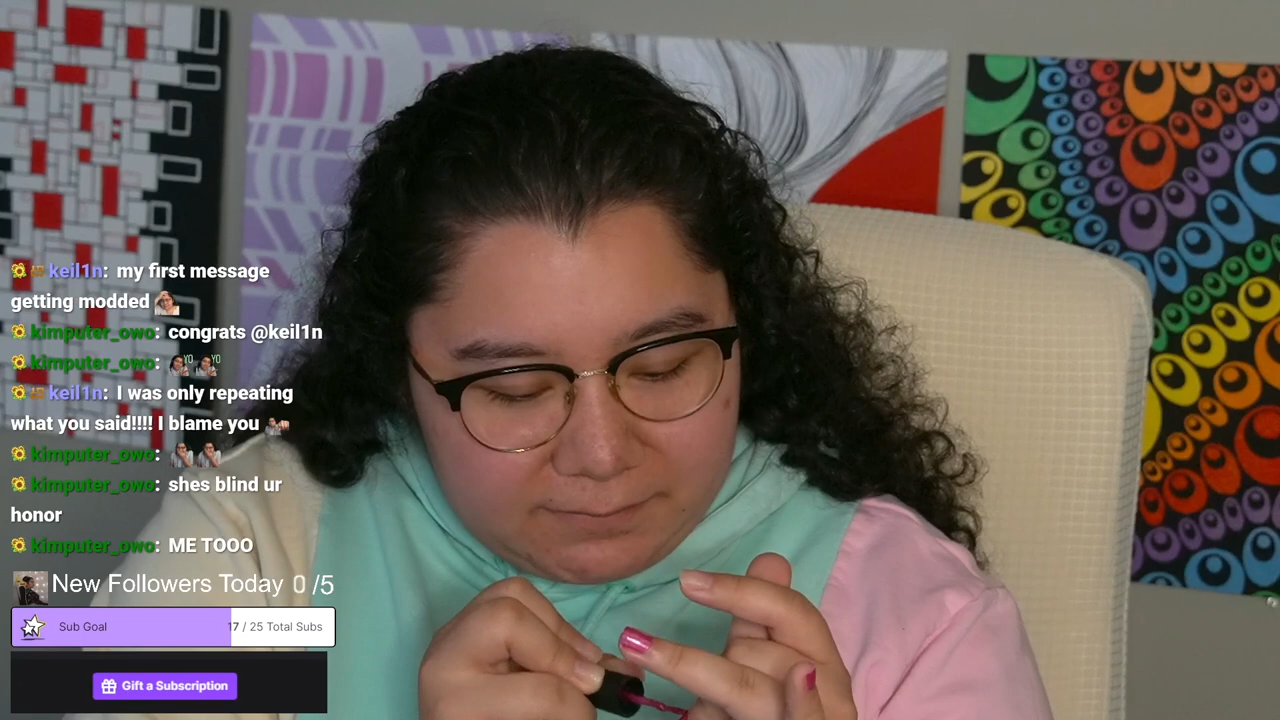 keil1n: my first message
getting modded
kimputer_owo: congrats @keil1n
kimputer_owo: YO YO
keil1n: I was only repeating
what you said!!!! I blame you
kimputer_owo:
kimputer_owo: shes blind ur
honor
kimputer_owo: ME TOOO
New Followers Today 0 /5
Sub Goal 17 / 25 Total Subs
Gift a Subscription